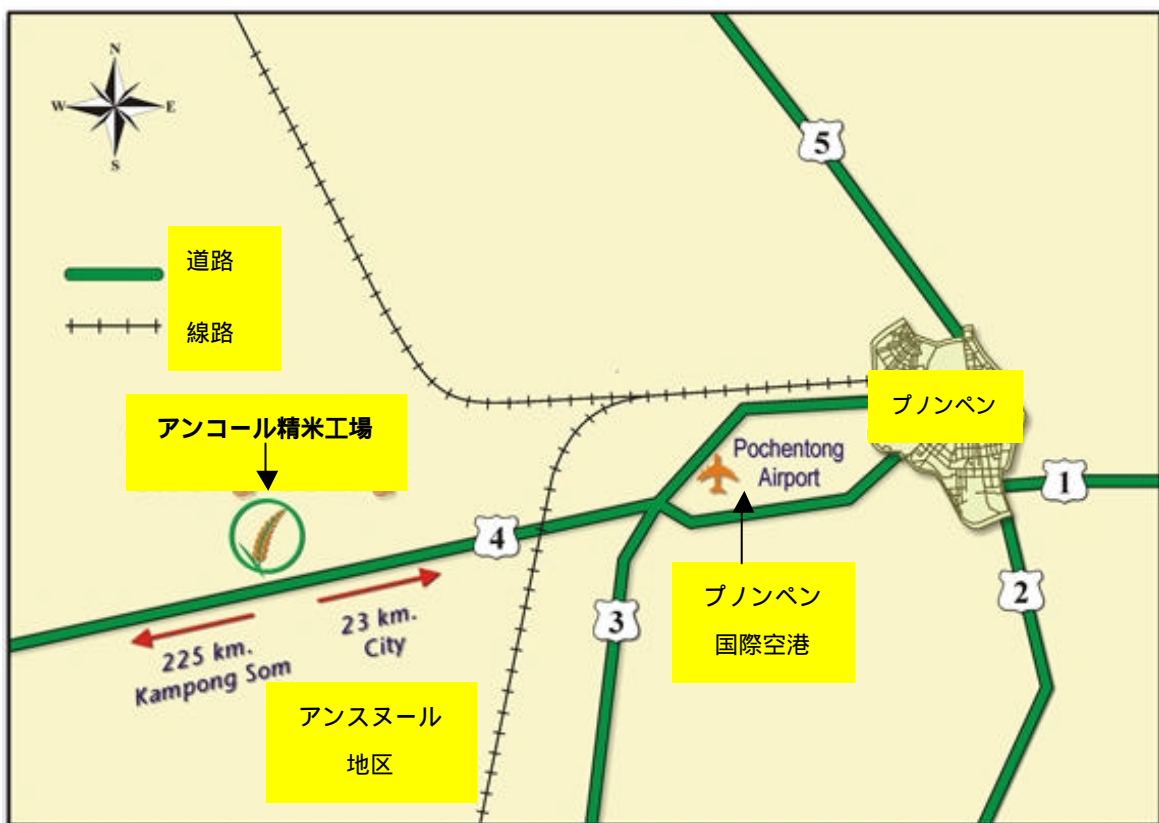 N
W
E
S
5
道路
線路
アンコール精米工場
プノンペン
Pochentong
Airport
1
4
プノンペン
国際空港
2
3
23 km.
City
225 km.
Kampong Som
アンスヌール
地区